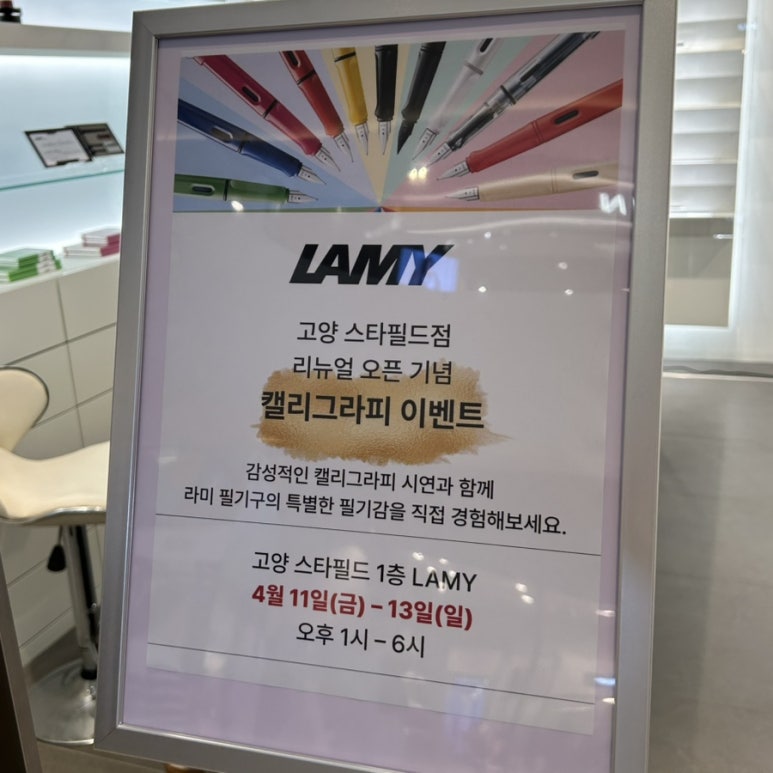 LAMY
고양 스타필드점
리뉴얼 오픈 기념
캘리그라피 이벤트
감성적인 캘리그라피 시연과 함께
라미 필기구의 특별한 필기감을 직접 경험해보세요.
고양 스타필드 1층 LAMY
4월 11일(금) – 13일(일)
오후 1시 – 6시